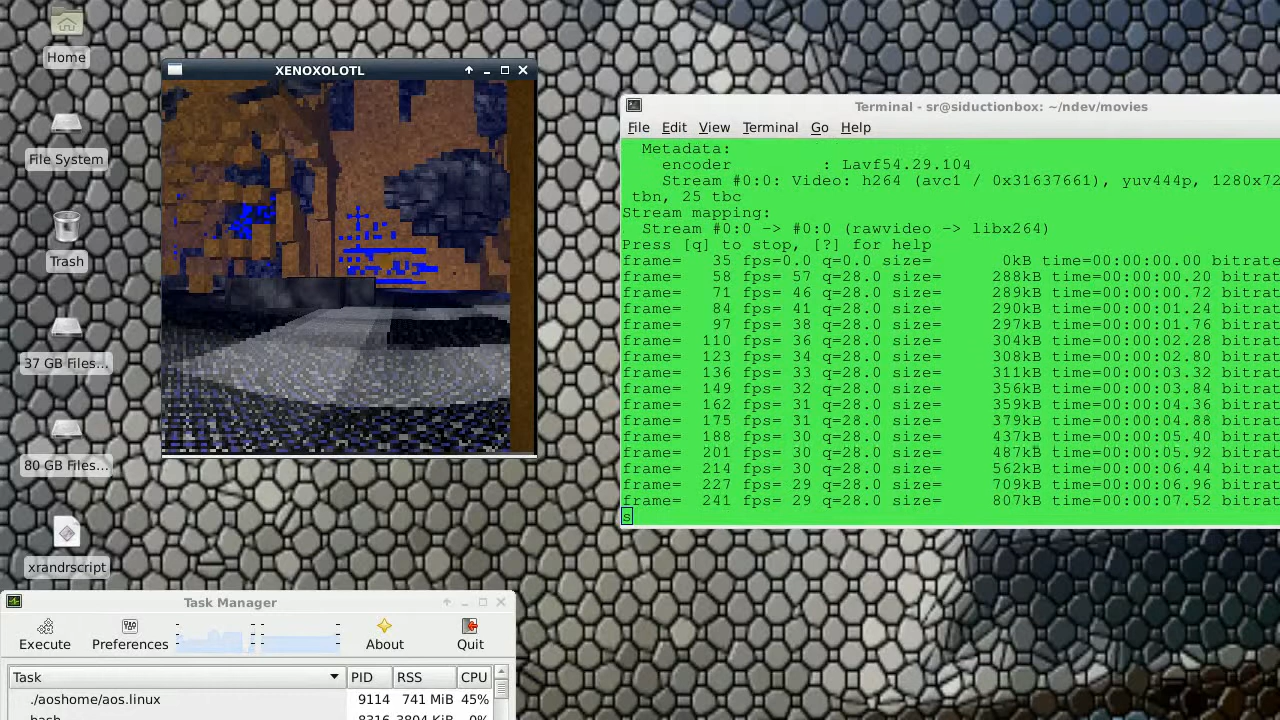 Home
File System
Trash
37 GB Files...
80 GB Files...
xrandrscript
XENOXOLOTL
Terminal - sr@siductionbox: ~/ndev/movies
File Edit View Terminal Go Help
Metadata:
encoder : Lavf54.29.104
Stream #0:0: Video: h264 (avc1 / 0x31637661), yuv444p, 1280x72
tbn, 25 tbc
Stream mapping:
Stream #0:0 -> #0:0 (rawvideo -> libx264)
Press [q] to stop, [?] for help
frame= 35 fps=0.0 q=0.0 size= 0kB time=00:00:00.00 bitrate
frame= 58 fps= 57 q=28.0 size= 288kB time=00:00:00.20 bitrat
frame= 71 fps= 46 q=28.0 size= 289kB time=00:00:00.72 bitrat
frame= 84 fps= 41 q=28.0 size= 290kB time=00:00:01.24 bitrat
frame= 97 fps= 38 q=28.0 size= 297kB time=00:00:01.76 bitrat
frame= 110 fps= 36 q=28.0 size= 304kB time=00:00:02.28 bitrat
frame= 123 fps= 34 q=28.0 size= 308kB time=00:00:02.80 bitrat
frame= 136 fps= 33 q=28.0 size= 311kB time=00:00:03.32 bitrat
frame= 149 fps= 32 q=28.0 size= 356kB time=00:00:03.84 bitrat
frame= 162 fps= 31 q=28.0 size= 359kB time=00:00:04.36 bitrat
frame= 175 fps= 31 q=28.0 size= 379kB time=00:00:04.88 bitrat
frame= 188 fps= 30 q=28.0 size= 437kB time=00:00:05.40 bitrat
frame= 201 fps= 30 q=28.0 size= 487kB time=00:00:05.92 bitrat
frame= 214 fps= 30 q=28.0 size= 562kB time=00:00:06.44 bitrat
frame= 227 fps= 29 q=28.0 size= 709kB time=00:00:06.96 bitrat
frame= 241 fps= 29 q=28.0 size= 807kB time=00:00:07.52 bitrat
s
Task Manager
Execute Preferences About Quit
Task PID RSS CPU
./aoshome/aos.linux 9114 741 MiB 45%
bash 8316 3804 KiB 0%